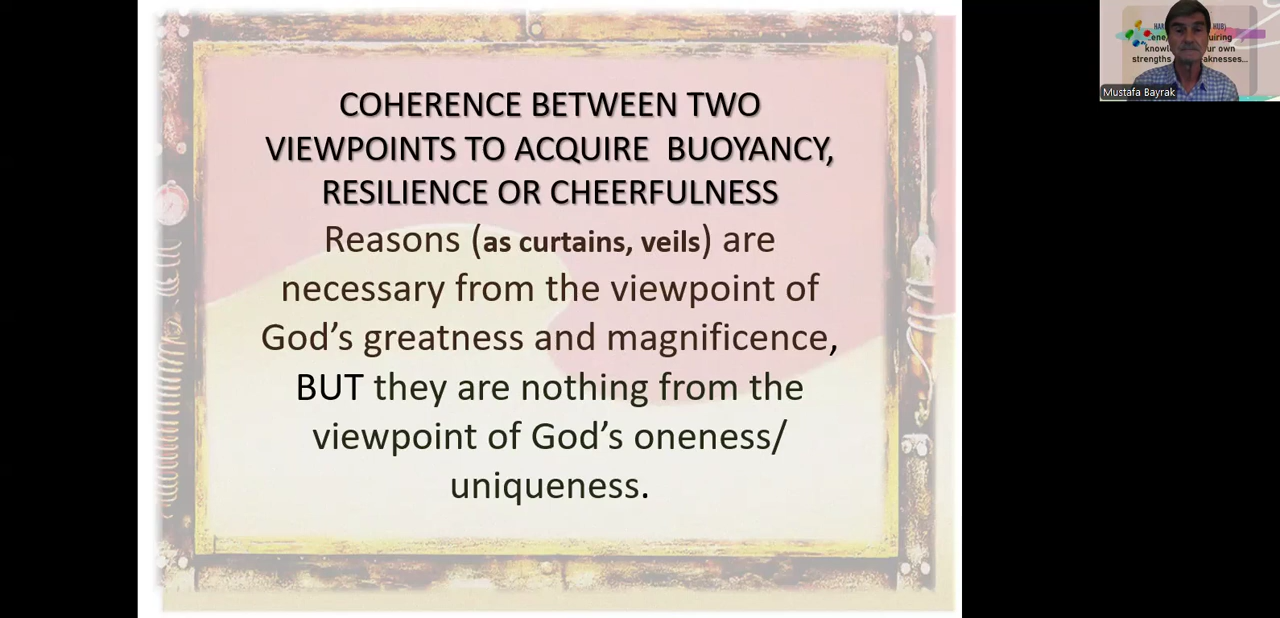 COHERENCE BETWEEN TWO
VIEWPOINTS TO ACQUIRE BUOYANCY,
RESILIENCE OR CHEERFULNESS
Reasons (as curtains, veils) are
necessary from the viewpoint of
God's greatness and magnificence,
BUT they are nothing from the
viewpoint of God's oneness/
uniqueness.
strengths
Mustafa Bayrak